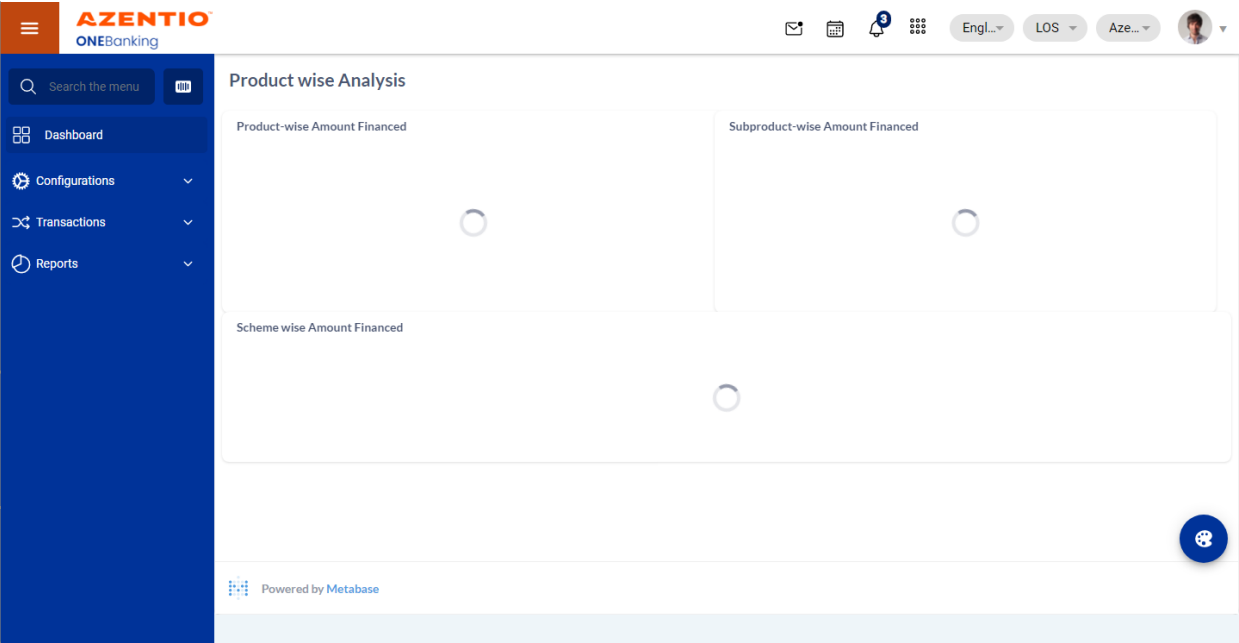 AZENTIO™
ONEBanking
3
Engl...
LOS
Aze...
Search the menu
Dashboard
Configurations
Transactions
Reports
Product wise Analysis
Product-wise Amount Financed
Subproduct-wise Amount Financed
Scheme wise Amount Financed
Powered by Metabase